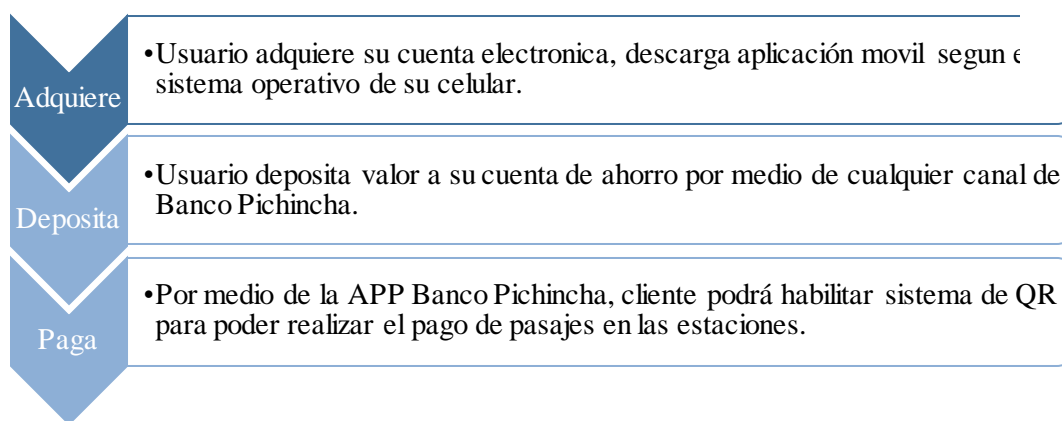 Adquiere
•Usuario adquiere su cuenta electronica, descarga aplicación movil segun
sistema operativo de su celular.
Deposita
•Usuario deposita valor a su cuenta de ahorro por medio de cualquier canal de
Banco Pichincha.
Paga
•Por medio de la APP Banco Pichincha, cliente podrá habilitar sistema de QR
para poder realizar el pago de pasajes en las estaciones.